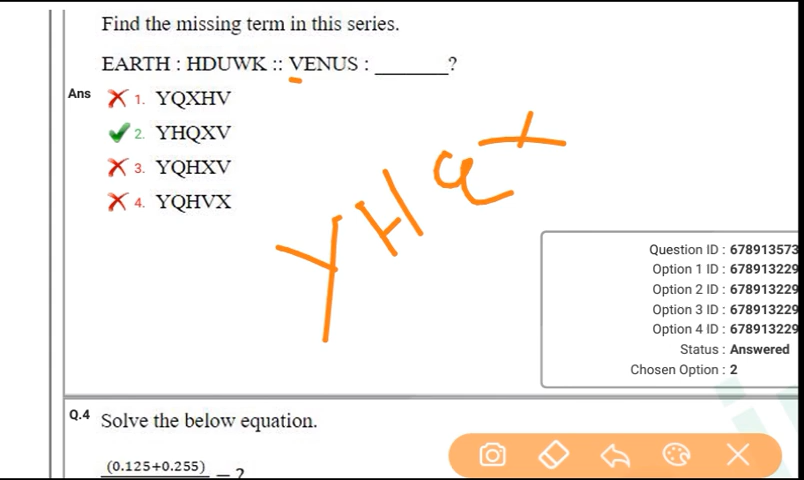 Find the missing term in this series.
EARTH : HDUWK :: VENUS : _______?
Ans
1. YQXHV
2. YHQXV
3. YQHXV
4. YQHVX
YHQX
Question ID : 678913573
Option 1 ID : 678913229
Option 2 ID : 678913229
Option 3 ID : 678913229
Option 4 ID : 678913229
Status : Answered
Chosen Option : 2
Q.4 Solve the below equation.
(0.125+0.255)
= ?